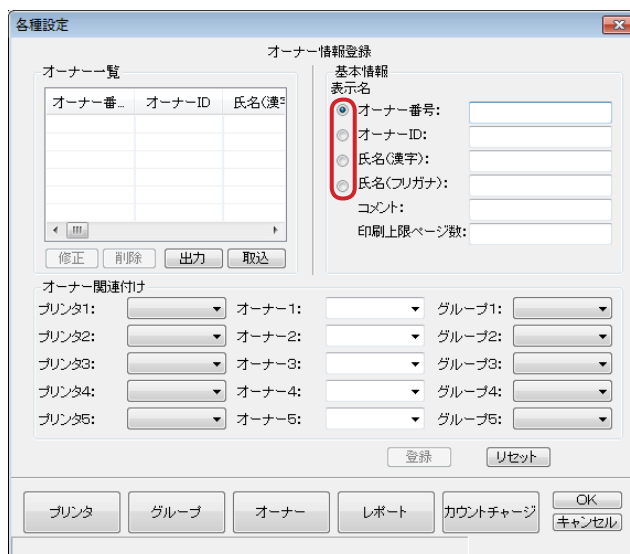 各種設定
オーナー情報登録
オーナー一覧
オーナー番... オーナーID 氏名(漢字
修正 削除 出力 取込
基本情報
表示名
オーナー番号:
オーナーID:
氏名(漢字):
氏名(フリガナ):
コメント:
印刷上限ページ数:
オーナー関連付け
プリンタ1: オーナー1: グループ1:
プリンタ2: オーナー2: グループ2:
プリンタ3: オーナー3: グループ3:
プリンタ4: オーナー4: グループ4:
プリンタ5: オーナー5: グループ5:
登録 リセット
プリンタ グループ オーナー レポート カウントチャージ OK
キャンセル